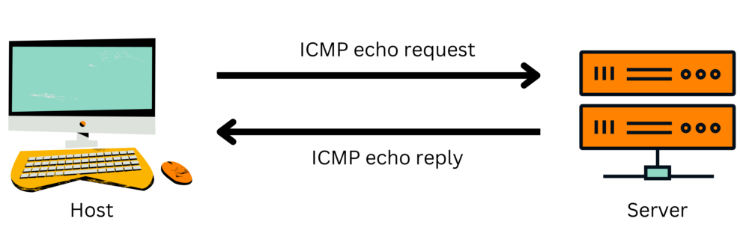 ICMP echo request
ICMP echo reply
Host
Server